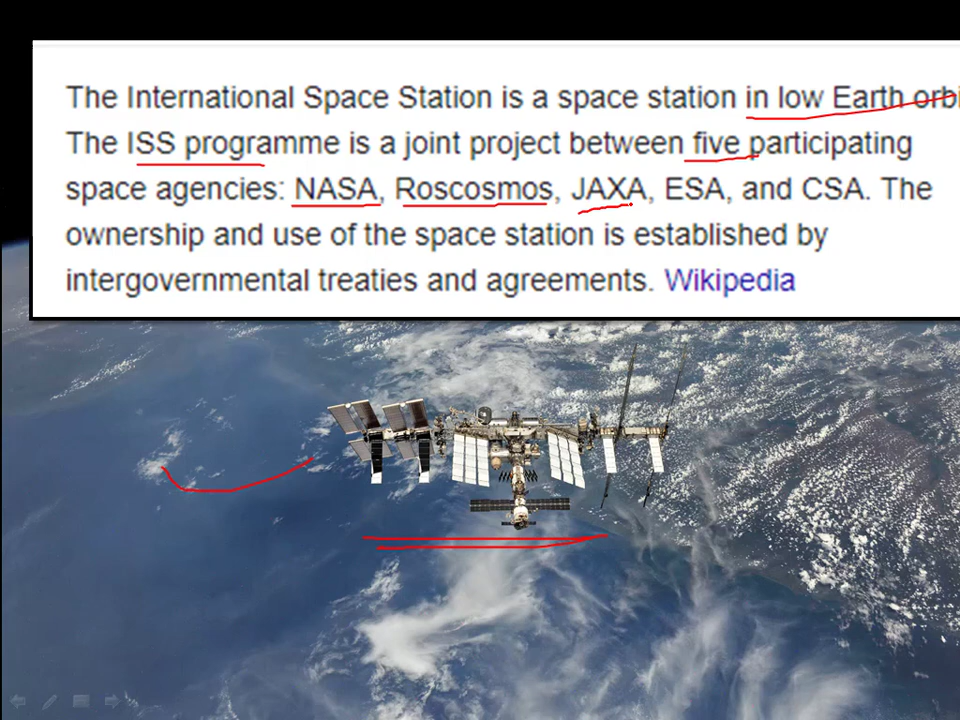 The International Space Station is a space station in low Earth orbi
The ISS programme is a joint project between five participating
space agencies: NASA, Roscosmos, JAXA, ESA, and CSA. The
ownership and use of the space station is established by
intergovernmental treaties and agreements. Wikipedia